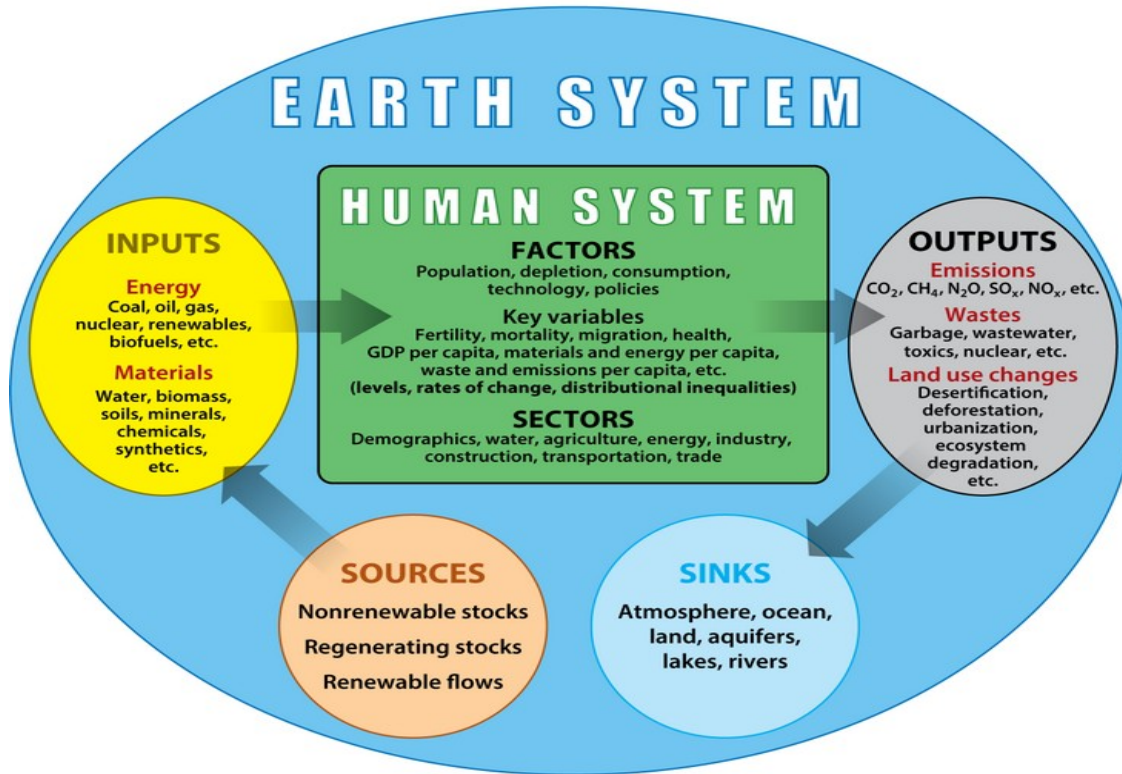 EARTH SYSTEM
HUMAN SYSTEM
FACTORS
Population, depletion, consumption,
technology, policies
Key variables
Fertility, mortality, migration, health,
GDP per capita, materials and energy per capita,
waste and emissions per capita, etc.
(levels, rates of change, distributional inequalities)
SECTORS
Demographics, water, agriculture, energy, industry,
construction, transportation, trade
INPUTS
Energy
Coal, oil, gas,
nuclear, renewables,
biofuels, etc.
Materials
Water, biomass,
soils, minerals,
chemicals,
synthetics,
etc.
OUTPUTS
Emissions
CO₂, CH₄, N₂O, SOₓ, NOₓ, etc.
Wastes
Garbage, wastewater,
toxics, nuclear, etc.
Land use changes
Desertification,
deforestation,
urbanization,
ecosystem
degradation,
etc.
SOURCES
Nonrenewable stocks
Regenerating stocks
Renewable flows
SINKS
Atmosphere, ocean,
land, aquifers,
lakes, rivers